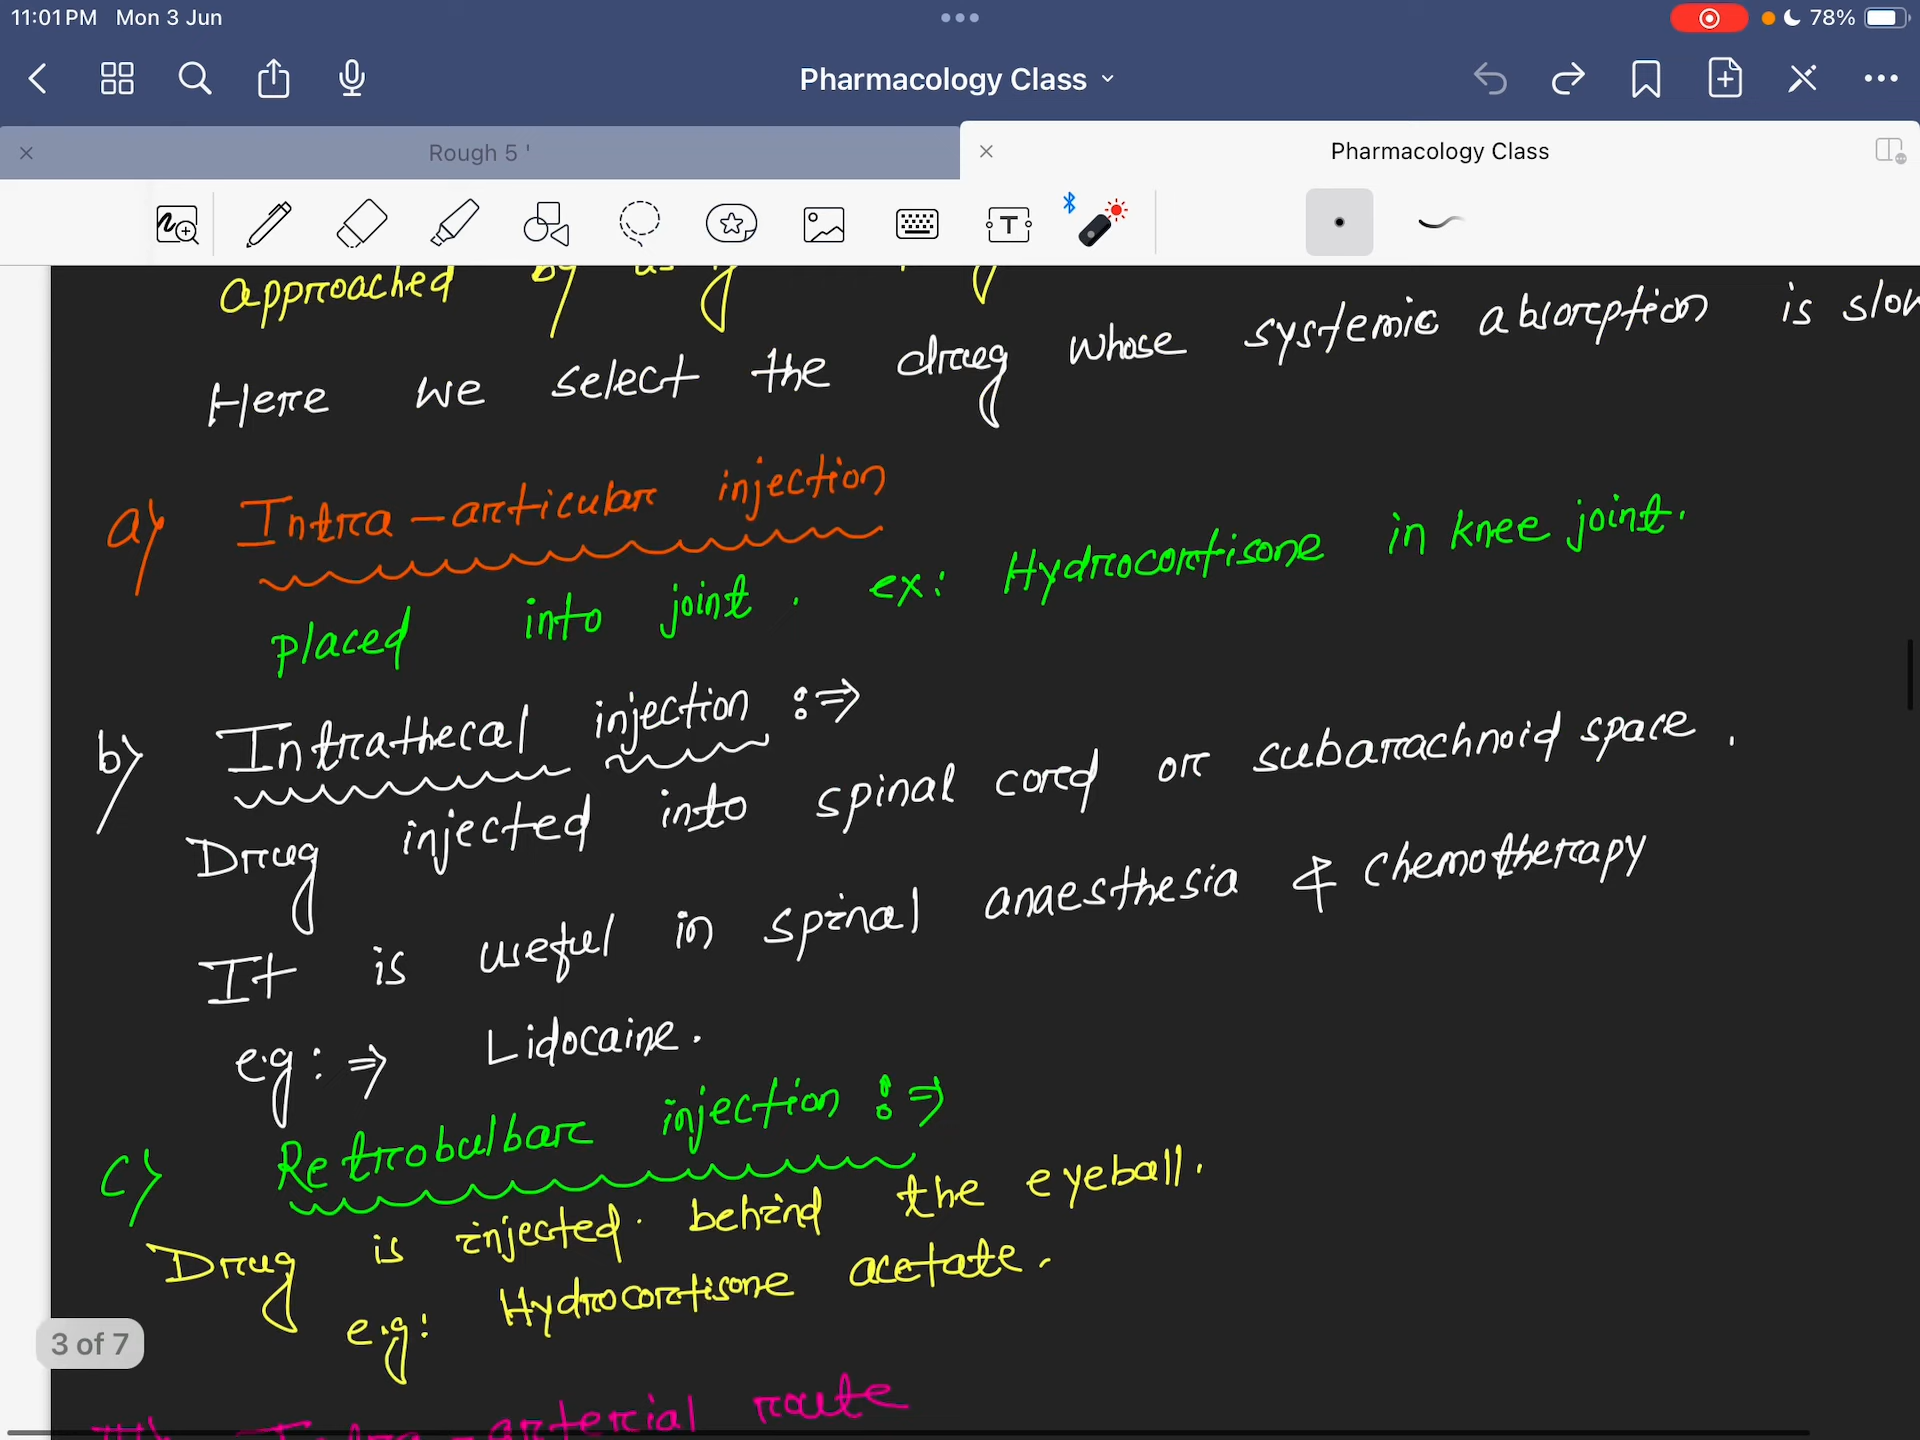 11:01 PM Mon 3 Jun
78%
Pharmacology Class
Rough 5 '
Pharmacology Class
T
approached by
Here we select the drug whose systemic absorption is slow
a) Intra-articular injection
placed into joint. ex: Hydrocortisone in knee joint.
b) Intrathecal injection :⇒
Drug injected into spinal cord or subarachnoid space.
It is useful in spinal anaesthesia & chemotherapy
e.g: ⇒ Lidocaine.
c) Retrobulbar injection :⇒
Drug is injected behind the eyeball.
e.g: Hydrocortisone acetate.
3 of 7
Intra-arterial route